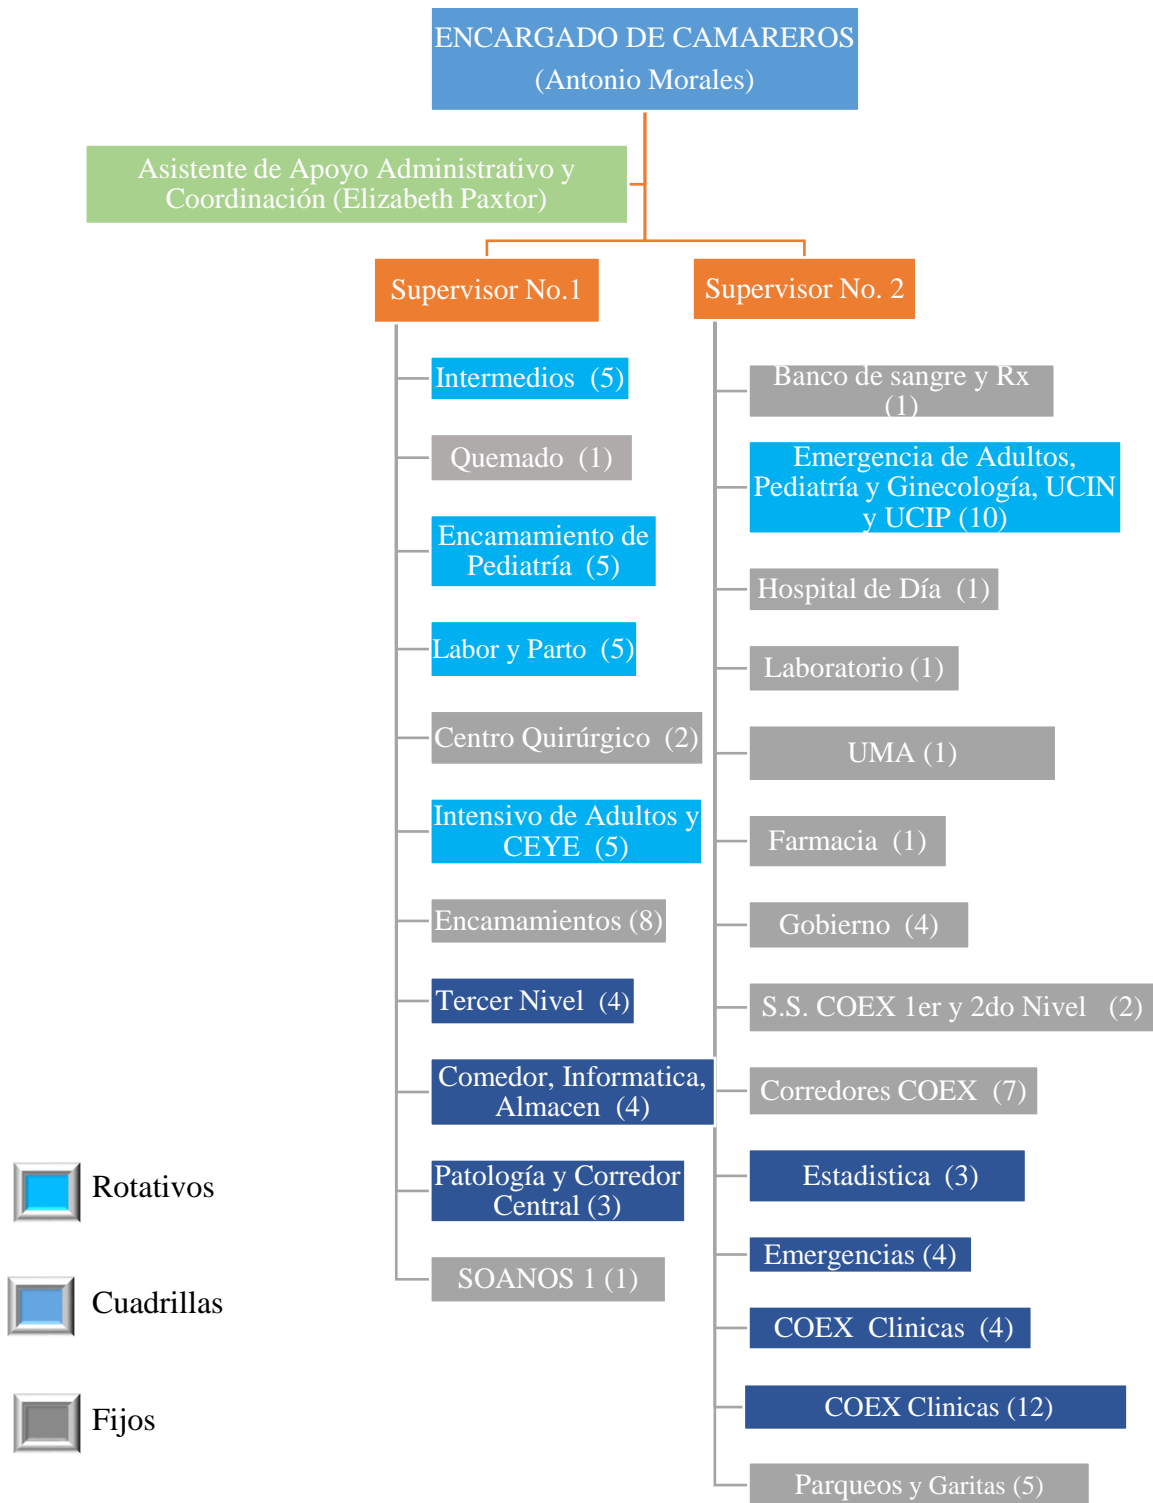 ENCARGADO DE CAMAREROS
(Antonio Morales)
Asistente de Apoyo Administrativo y
Coordinación (Elizabeth Paxtor)
Supervisor No.1
Intermedios (5)
Quemado (1)
Encamamiento de
Pediatría (5)
Labor y Parto (5)
Centro Quirúrgico (2)
Intensivo de Adultos y
CEYE (5)
Encamamientos (8)
Tercer Nivel (4)
Comedor, Informatica,
Almacen (4)
Patología y Corredor
Central (3)
SOANOS 1 (1)
Supervisor No. 2
Banco de sangre y Rx
(1)
Emergencia de Adultos,
Pediatría y Ginecología, UCIN
y UCIP (10)
Hospital de Día (1)
Laboratorio (1)
UMA (1)
Farmacia (1)
Gobierno (4)
S.S. COEX 1er y 2do Nivel (2)
Corredores COEX (7)
Estadistica (3)
Emergencias (4)
COEX Clinicas (4)
COEX Clinicas (12)
Parqueos y Garitas (5)
Rotativos
Cuadrillas
Fijos